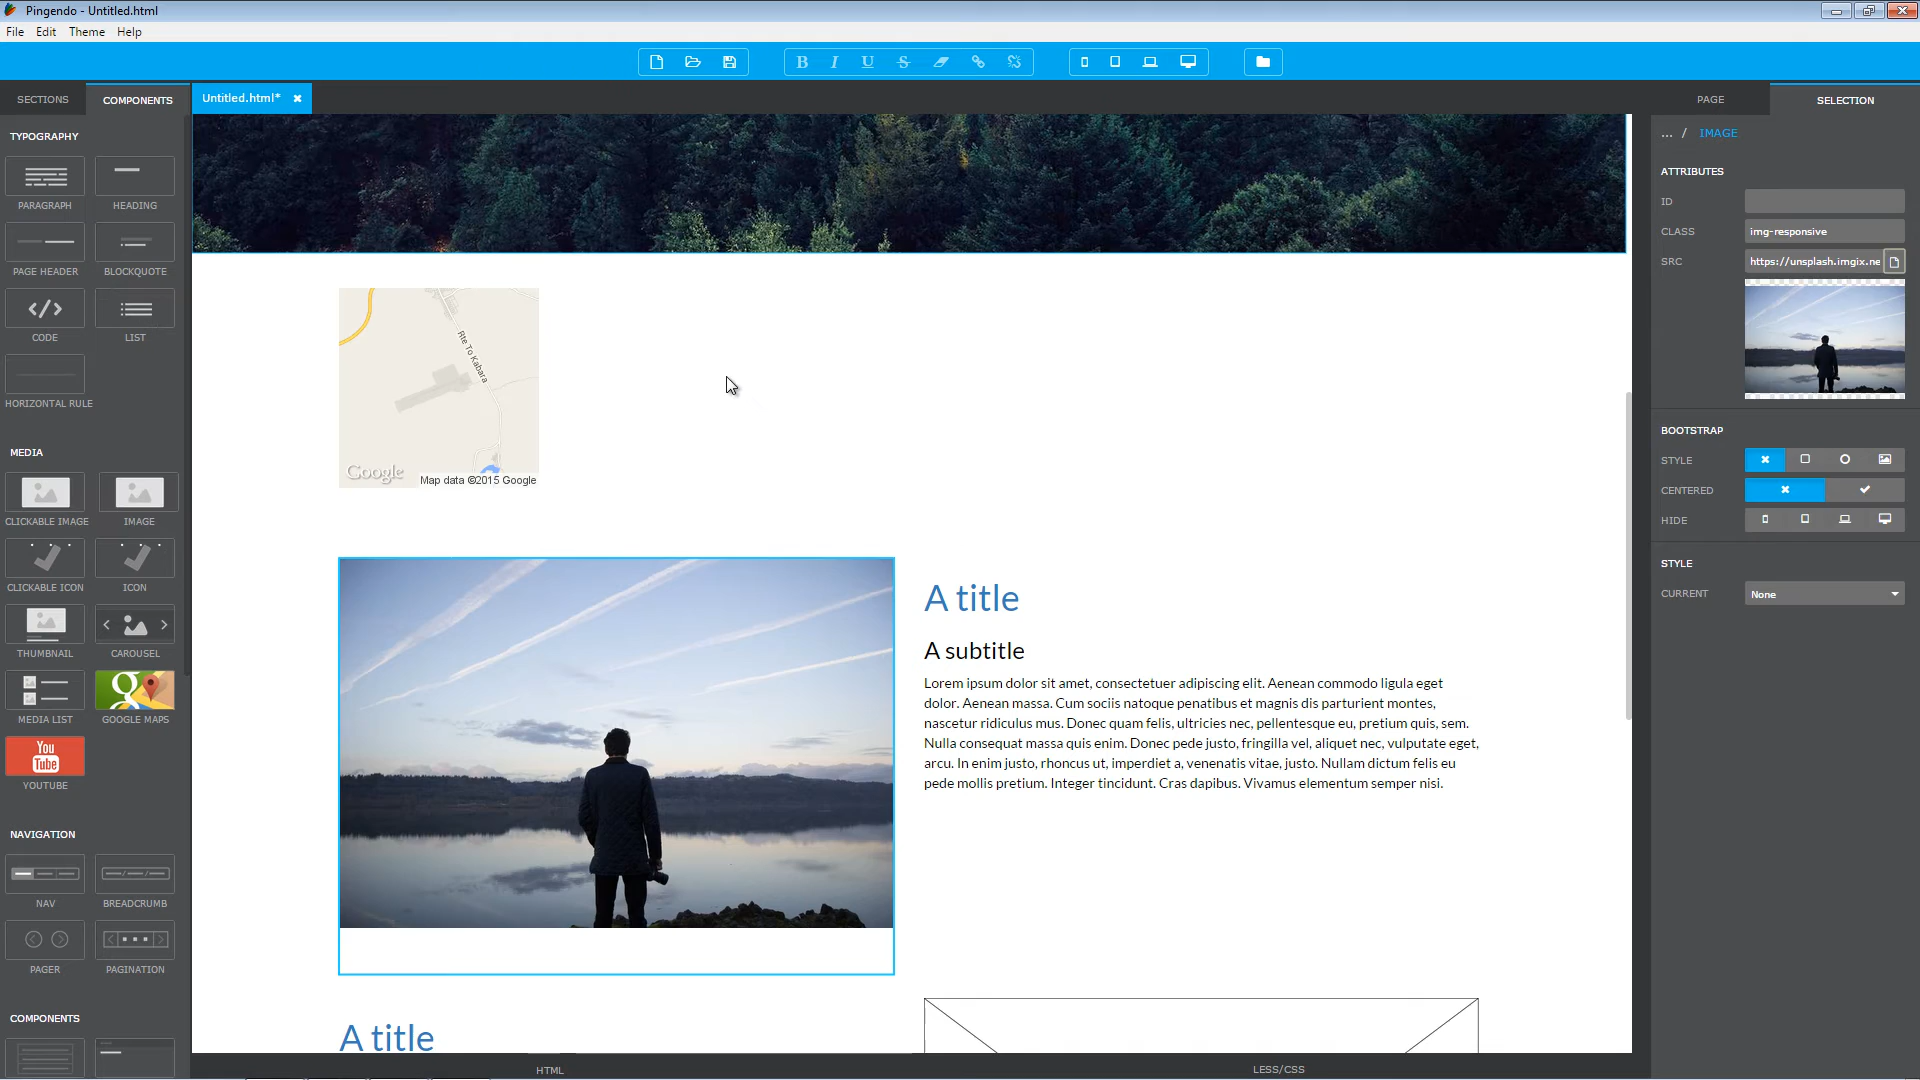 Pingendo - Untitled.html
File Edit Theme Help
B I U S
SECTIONS COMPONENTS
Untitled.html*
PAGE SELECTION
TYPOGRAPHY
PARAGRAPH HEADING
PAGE HEADER BLOCKQUOTE
CODE LIST
HORIZONTAL RULE
MEDIA
CLICKABLE IMAGE IMAGE
CLICKABLE ICON ICON
THUMBNAIL CAROUSEL
MEDIA LIST GOOGLE MAPS
You
Tube
YOUTUBE
NAVIGATION
NAV BREADCRUMB
PAGER PAGINATION
COMPONENTS
Rte To Kabara
Google
Map data ©2015 Google
A title
A subtitle
Lorem ipsum dolor sit amet, consectetuer adipiscing elit. Aenean commodo ligula eget
dolor. Aenean massa. Cum sociis natoque penatibus et magnis dis parturient montes,
nascetur ridiculus mus. Donec quam felis, ultricies nec, pellentesque eu, pretium quis, sem.
Nulla consequat massa quis enim. Donec pede justo, fringilla vel, aliquet nec, vulputate eget,
arcu. In enim justo, rhoncus ut, imperdiet a, venenatis vitae, justo. Nullam dictum felis eu
pede mollis pretium. Integer tincidunt. Cras dapibus. Vivamus elementum semper nisi.
A title
HTML LESS/CSS
... / IMAGE
ATTRIBUTES
ID
CLASS img-responsive
SRC https://unsplash.imgix.ne
BOOTSTRAP
STYLE
CENTERED
HIDE
STYLE
CURRENT None